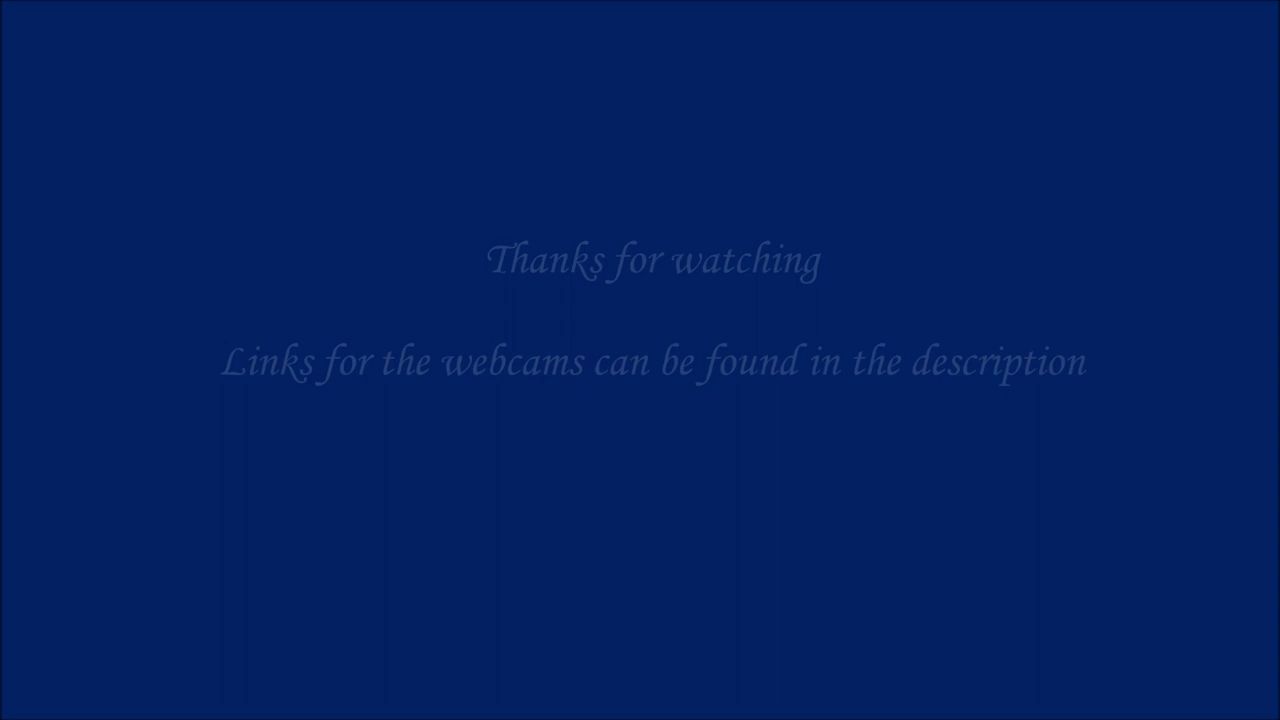 Thanks for watching
Links for the webcams can be found in the description